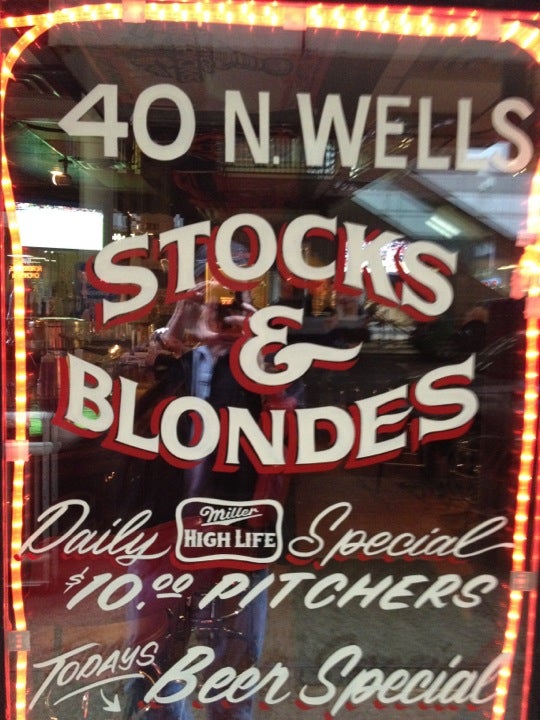 40 N. WELLS
STOCKS
&
BLONDES
Daily Miller HIGH LIFE Special
$10.00 PITCHERS
TODAYS Beer Special